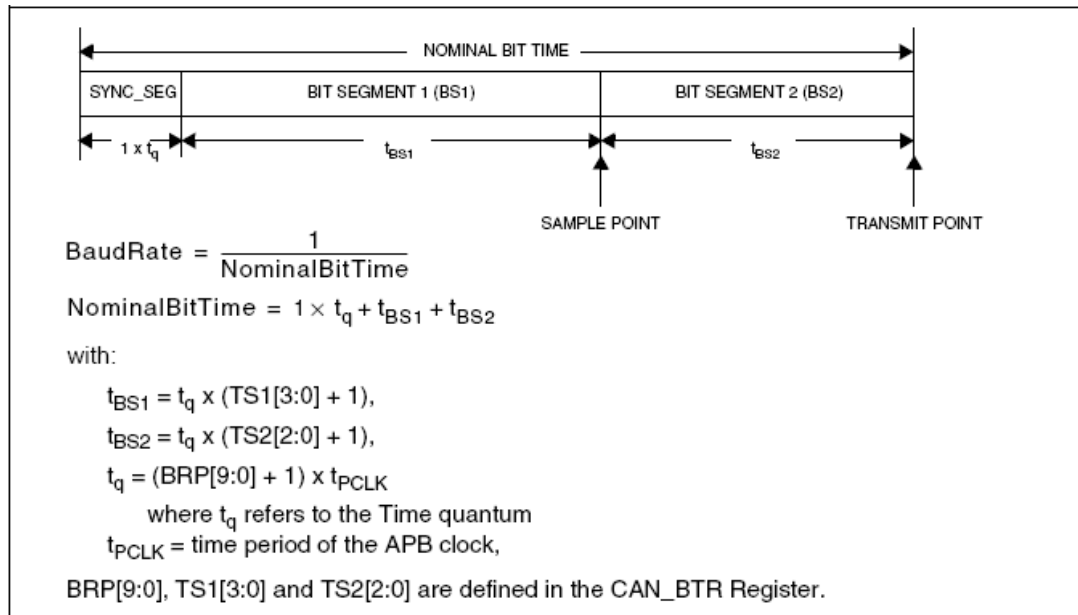 NOMINAL BIT TIME
SYNC_SEG BIT SEGMENT 1 (BS1) BIT SEGMENT 2 (BS2)
1 x tq tBS1 tBS2
SAMPLE POINT TRANSMIT POINT
BaudRate = 1 / NominalBitTime
NominalBitTime = 1 × tq + tBS1 + tBS2
with:
tBS1 = tq x (TS1[3:0] + 1),
tBS2 = tq x (TS2[2:0] + 1),
tq = (BRP[9:0] + 1) x tPCLK
where tq refers to the Time quantum
tPCLK = time period of the APB clock,
BRP[9:0], TS1[3:0] and TS2[2:0] are defined in the CAN_BTR Register.